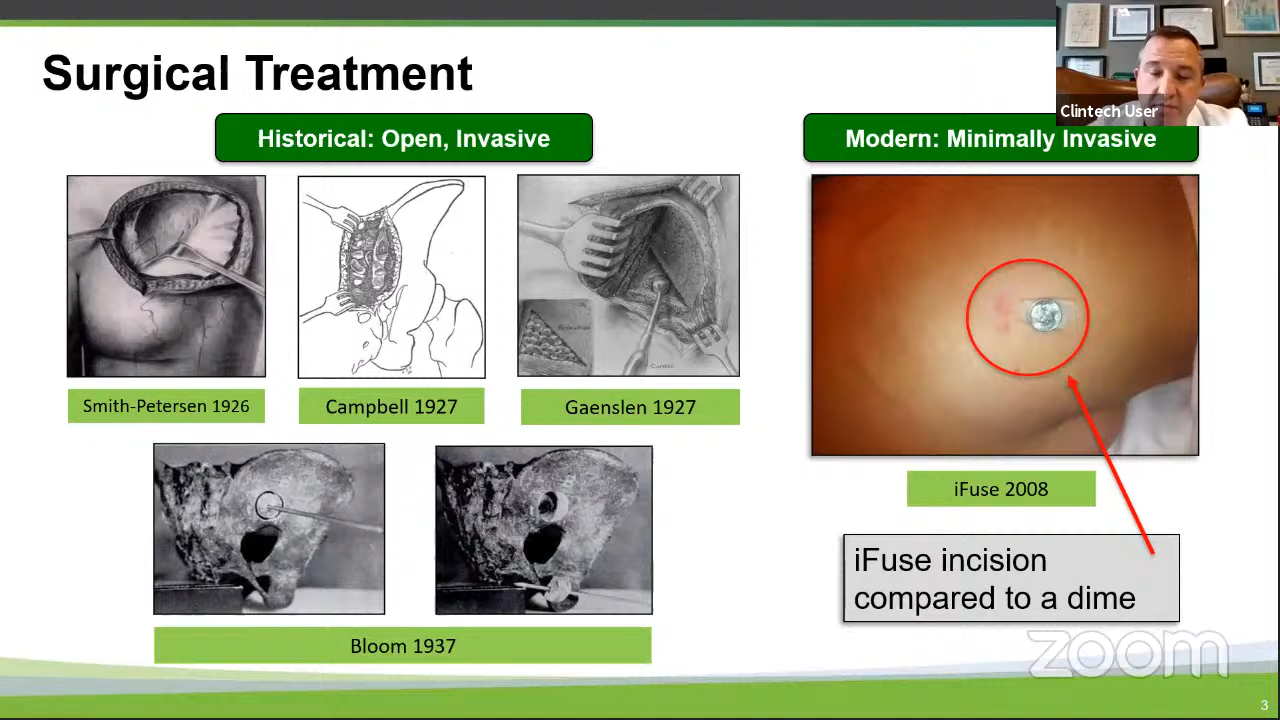 Surgical Treatment
Clintech User
Historical: Open, Invasive
Modern: Minimally Invasive
Smith-Petersen 1926
Campbell 1927
Gaenslen 1927
iFuse 2008
iFuse incision
compared to a dime
Bloom 1937
zoom
3